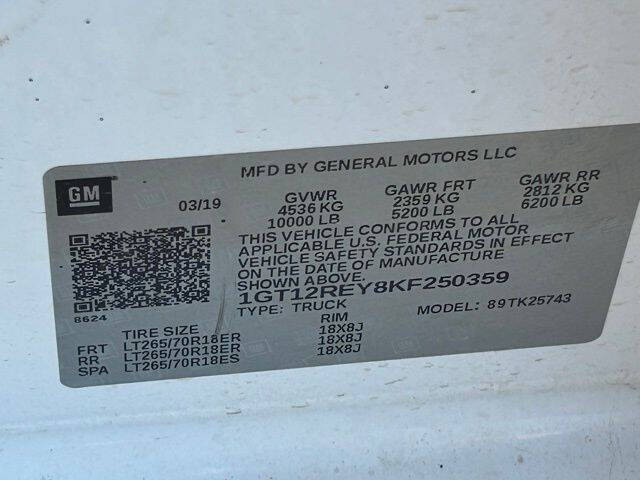 MFD BY GENERAL MOTORS LLC
GM
03/19
GVWR GAWR FRT GAWR RR
4536 KG 2359 KG 2812 KG
10000 LB 5200 LB 6200 LB
THIS VEHICLE CONFORMS TO ALL
APPLICABLE U.S. FEDERAL MOTOR
VEHICLE SAFETY STANDARDS IN EFFECT
ON THE DATE OF MANUFACTURE
SHOWN ABOVE.
1GT12REY8KF250359
TYPE: TRUCK MODEL: 89TK25743
8624
TIRE SIZE RIM
FRT LT265/70R18ER 18X8J
RR LT265/70R18ER 18X8J
SPA LT265/70R18ES 18X8J